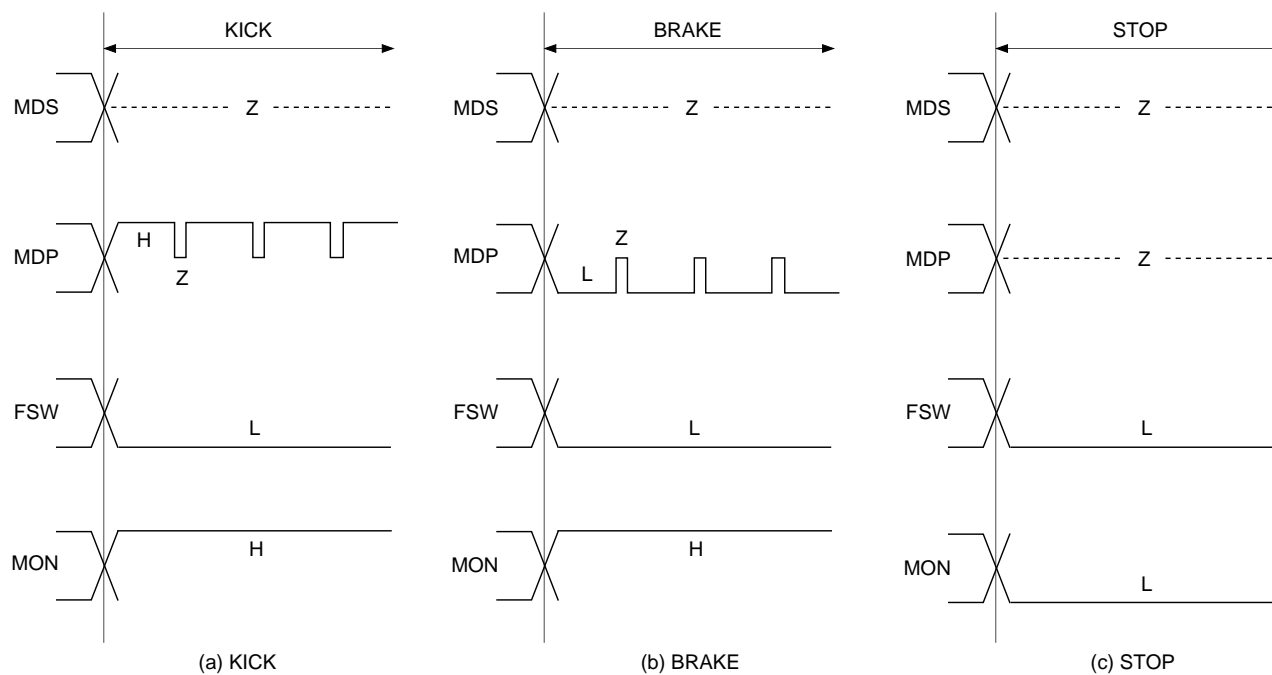 KICK
BRAKE
STOP
MDS
Z
MDS
Z
MDS
Z
MDP
H
Z
MDP
L
Z
MDP
Z
FSW
L
FSW
L
FSW
L
MON
H
MON
H
MON
L
(a) KICK
(b) BRAKE
(c) STOP